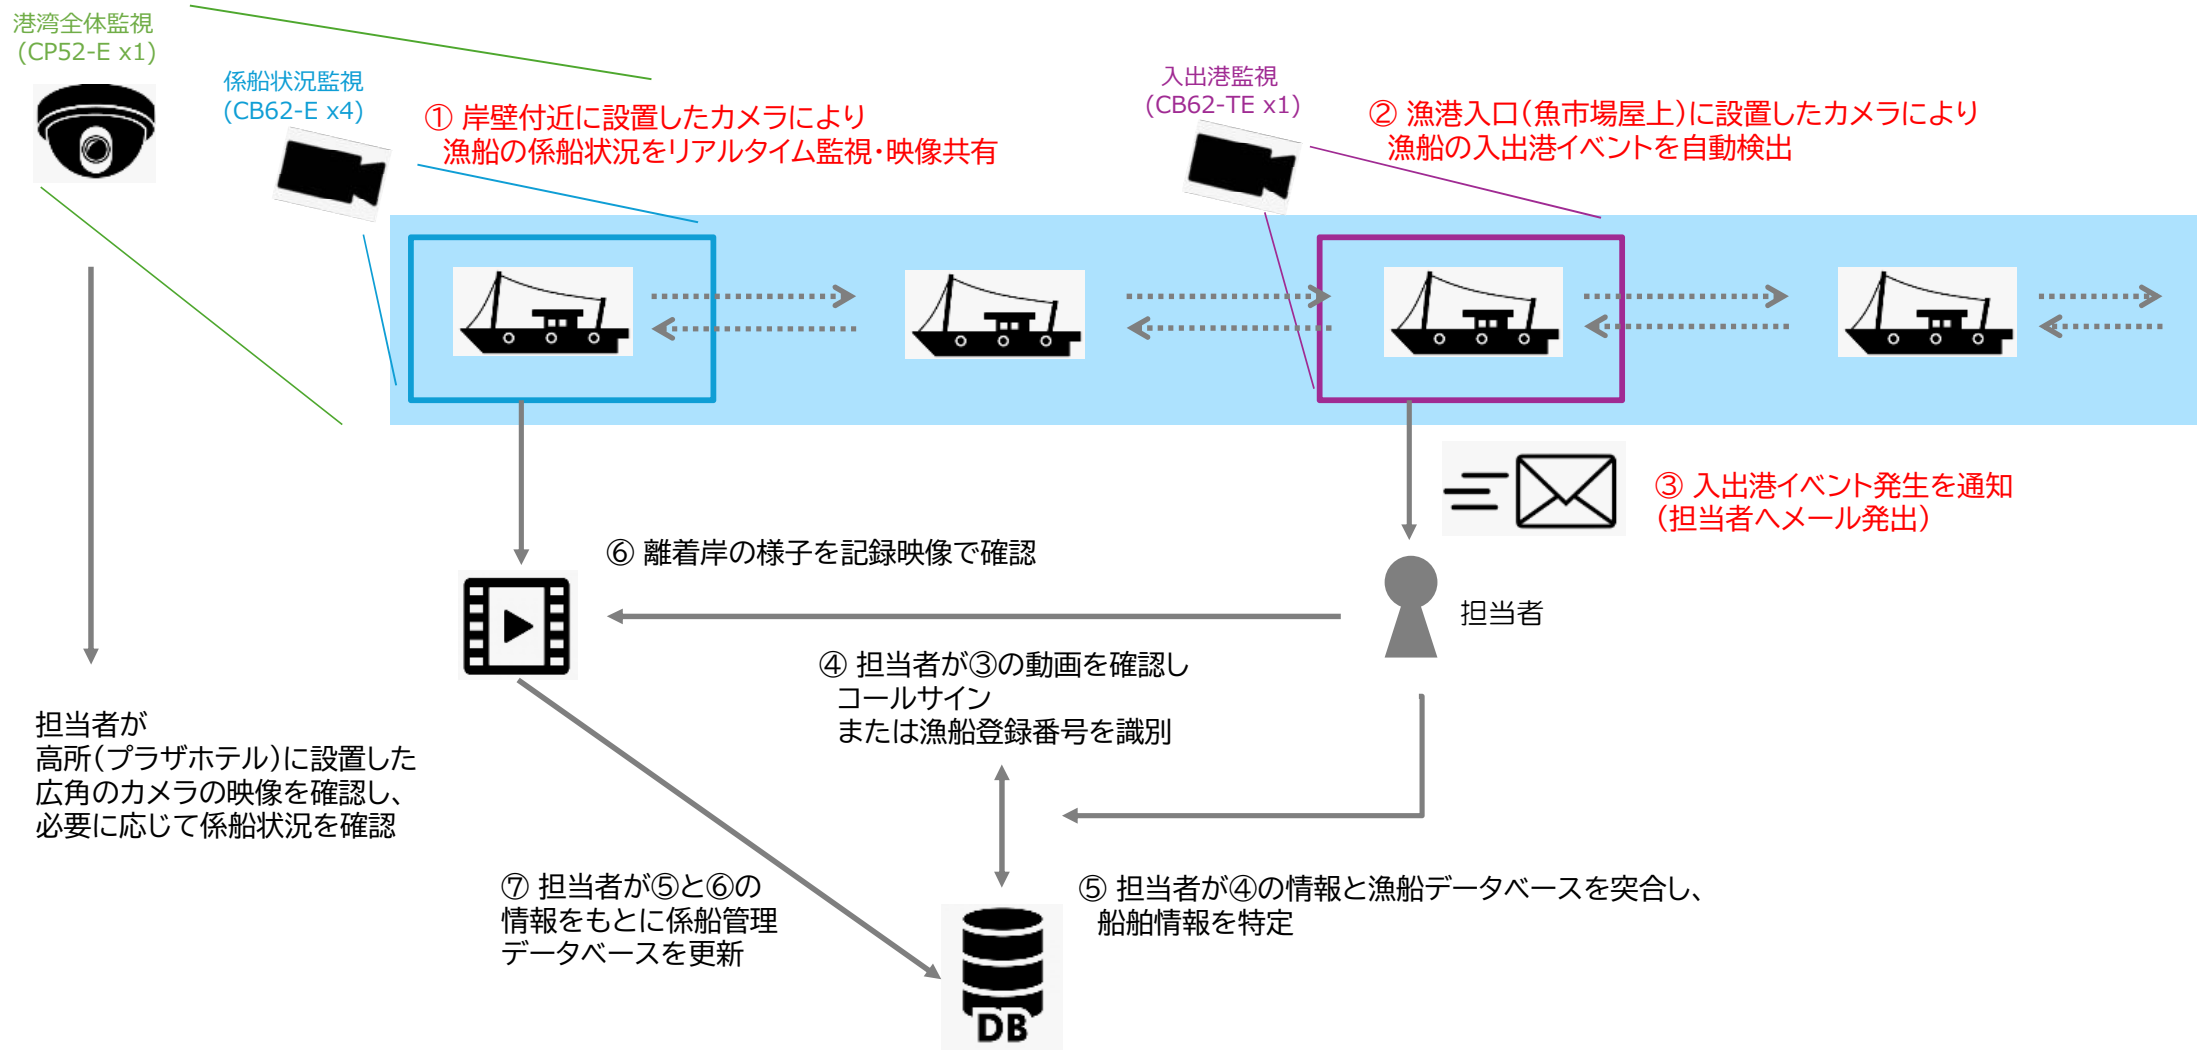 港湾全体監視
(CP52-E x1)
係船状況監視
(CB62-E x4)
① 岸壁付近に設置したカメラにより
漁船の係船状況をリアルタイム監視・映像共有
入出港監視
(CB62-TE x1)
② 漁港入口(魚市場屋上)に設置したカメラにより
漁船の入出港イベントを自動検出
③ 入出港イベント発生を通知
(担当者へメール発出)
⑥ 離着岸の様子を記録映像で確認
担当者
④ 担当者が③の動画を確認し
コールサイン
または漁船登録番号を識別
担当者が
高所(プラザホテル)に設置した
広角のカメラの映像を確認し、
必要に応じて係船状況を確認
⑦ 担当者が⑤と⑥の
情報をもとに係船管理
データベースを更新
⑤ 担当者が④の情報と漁船データベースを突合し、
船舶情報を特定
DB